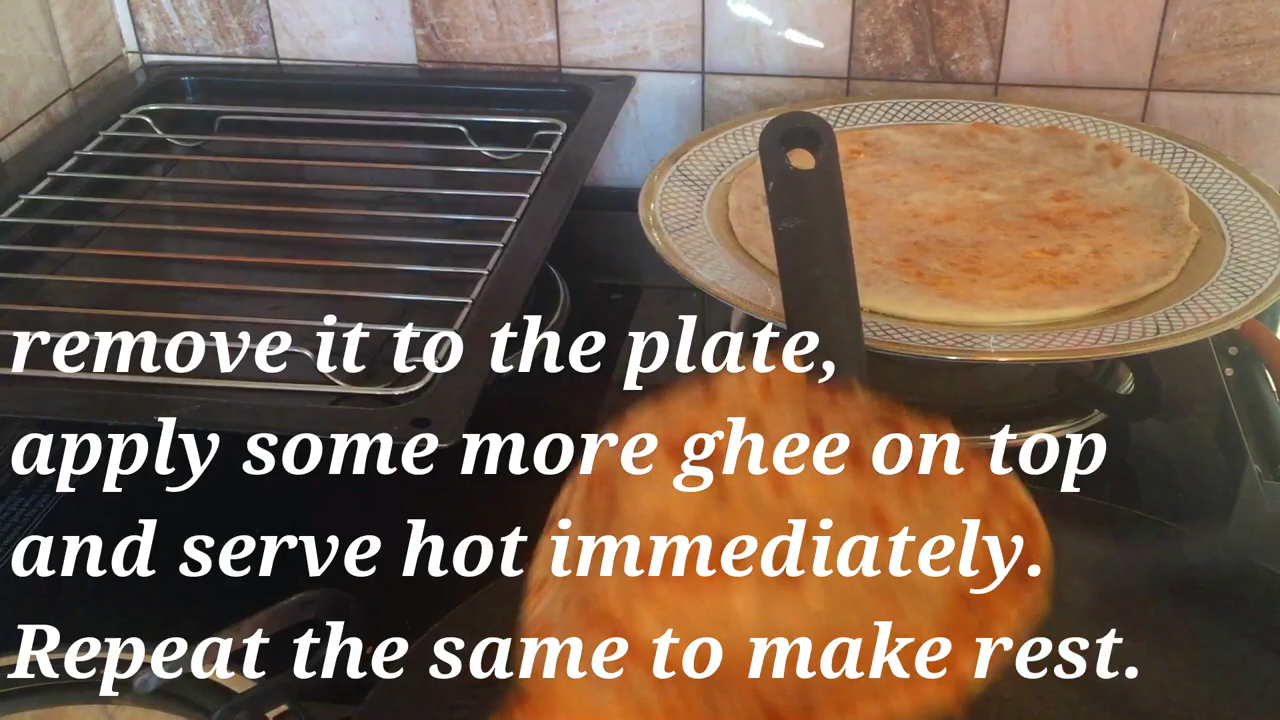 remove it to the plate,
apply some more ghee on top
and serve hot immediately.
Repeat the same to make rest.